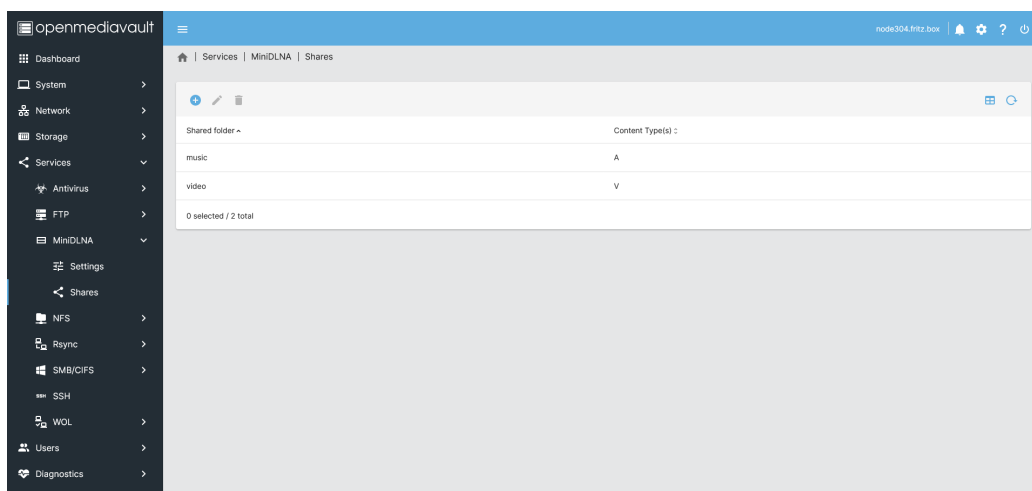 openmediavault
node304.fritz.box
Dashboard
System
Network
Storage
Services
Antivirus
FTP
MiniDLNA
Settings
Shares
NFS
Rsync
SMB/CIFS
SSH SSH
WOL
Users
Diagnostics
| Services | MiniDLNA | Shares
Shared folder Content Type(s)
music A
video V
0 selected / 2 total